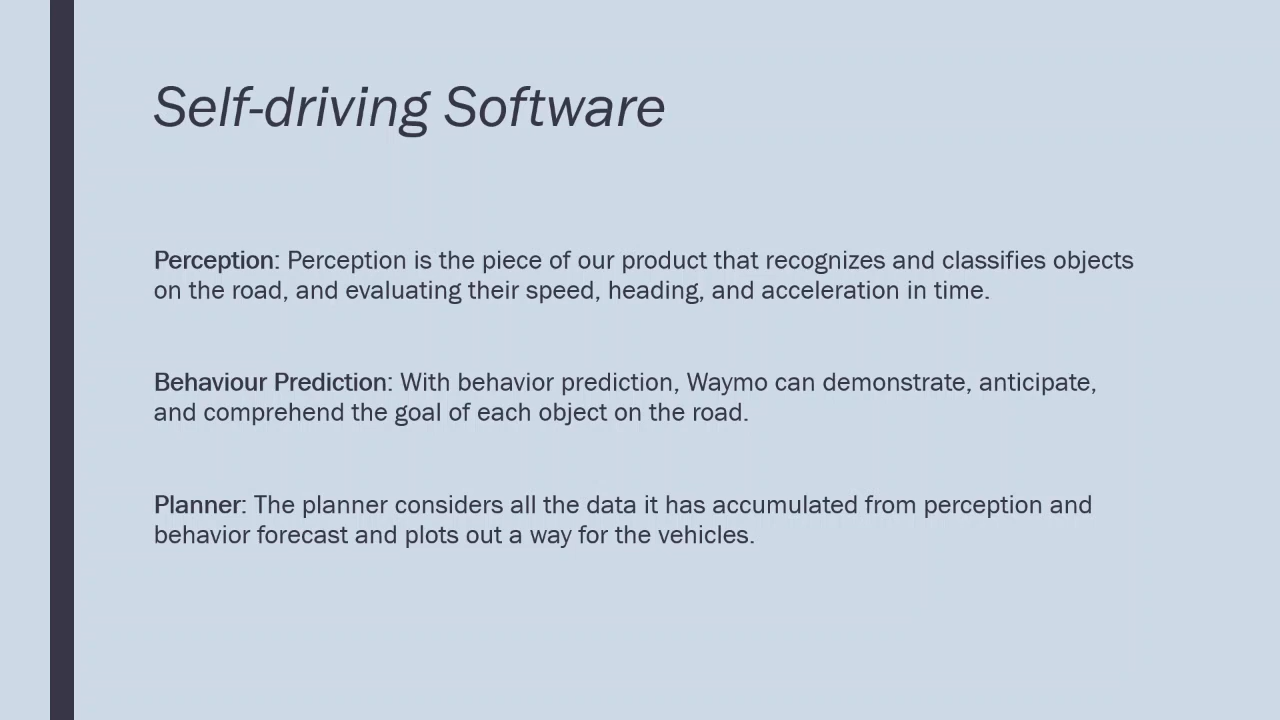 Self-driving Software
Perception: Perception is the piece of our product that recognizes and classifies objects
on the road, and evaluating their speed, heading, and acceleration in time.
Behaviour Prediction: With behavior prediction, Waymo can demonstrate, anticipate,
and comprehend the goal of each object on the road.
Planner: The planner considers all the data it has accumulated from perception and
behavior forecast and plots out a way for the vehicles.